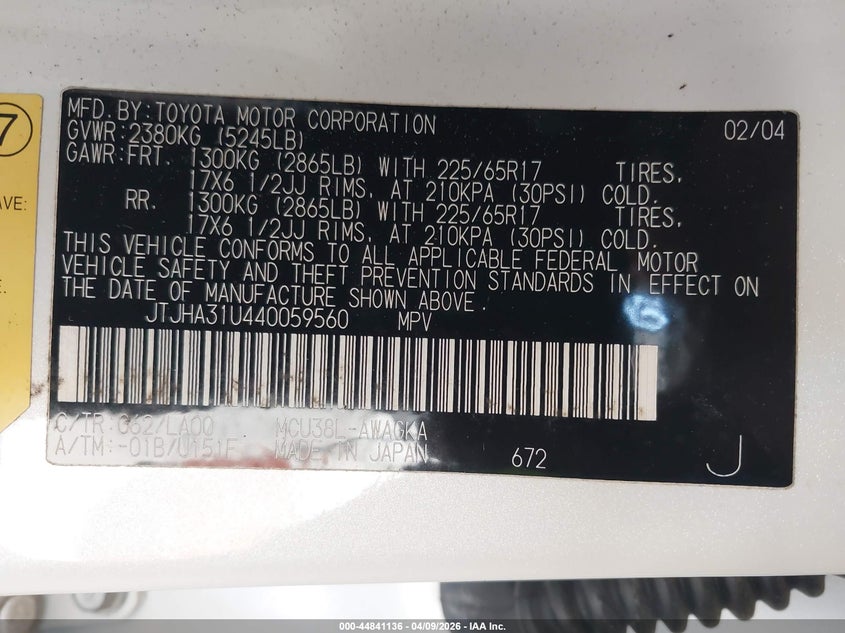 7
AVE:
E:
MFD.BY:TOYOTA MOTOR CORPORATION 02/04
GVWR:2380KG (5245LB)
GAWR:FRT. 1300KG (2865LB) WITH 225/65R17 TIRES,
17X6 1/2JJ RIMS, AT 210KPA (30PSI) COLD.
RR. 1300KG (2865LB) WITH 225/65R17 TIRES,
17X6 1/2JJ RIMS, AT 210KPA (30PSI) COLD.
THIS VEHICLE CONFORMS TO ALL APPLICABLE FEDERAL MOTOR
VEHICLE SAFETY AND THEFT PREVENTION STANDARDS IN EFFECT ON
THE DATE OF MANUFACTURE SHOWN ABOVE.
JTJHA31U440059560 MPV
C/TR:062/LA00 MCU38L-AWAGKA
A/TM:-01B/U151F MADE IN JAPAN 672 J
000-44841136 - 04/09/2026 - IAA Inc.